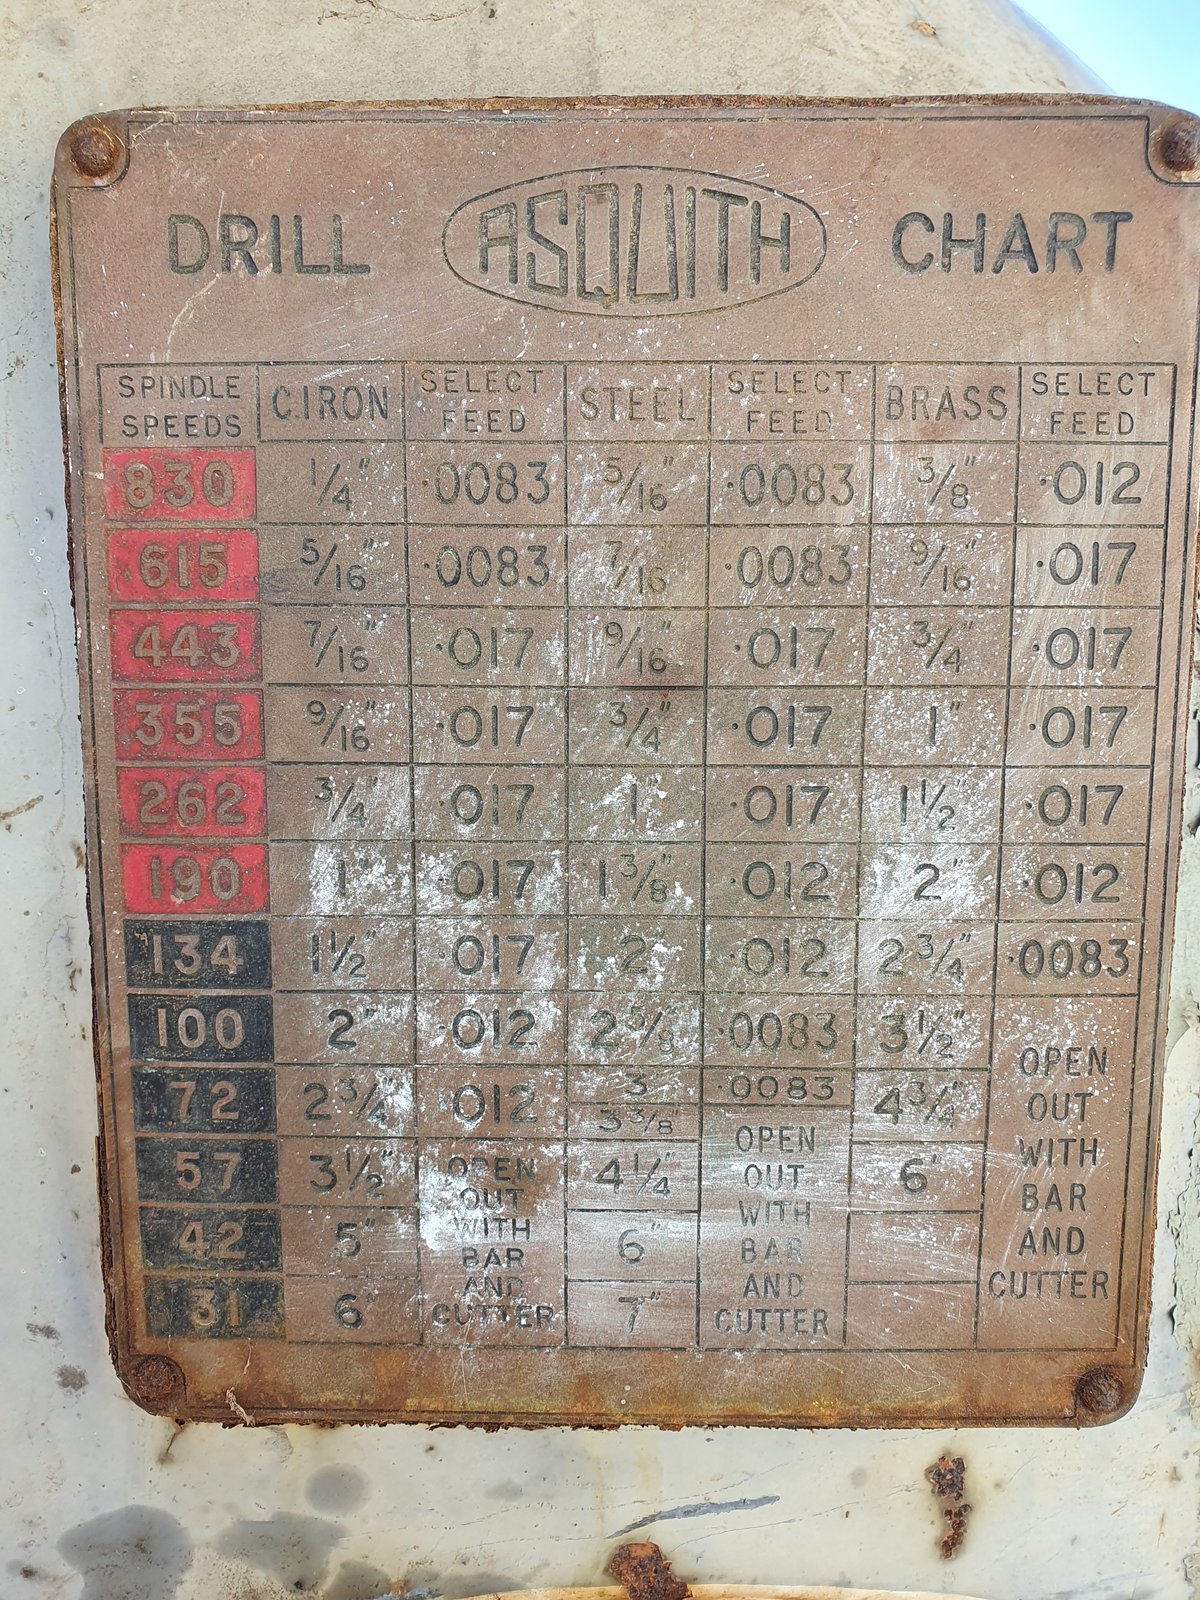 DRILL ASQUITH CHART
SPINDLE SPEEDS C.IRON SELECT FEED STEEL SELECT FEED BRASS SELECT FEED
830 1/4" ·0083 5/16" ·0083 3/8" ·012
615 5/16" ·0083 7/16" ·0083 9/16" ·017
443 7/16" ·017 9/16" ·017 3/4" ·017
355 9/16" ·017 3/4" ·017 1" ·017
262 3/4" ·017 1" ·017 1 1/2" ·017
190 1" ·017 1 3/8" ·012 2" ·012
134 1 1/2" ·017 2" ·012 2 3/4" ·0083
100 2" ·012 2 5/8" ·0083 3 1/2"
72 2 3/4" ·012 3 ·0083 4 3/4"
3 3/8"
57 3 1/2" 4 1/4" 6"
42 5" 6"
31 6" 7"
OPEN
OUT
WITH
BAR
AND
CUTTER
OPEN
OUT
WITH
BAR
AND
CUTTER
OPEN
OUT
WITH
BAR
AND
CUTTER